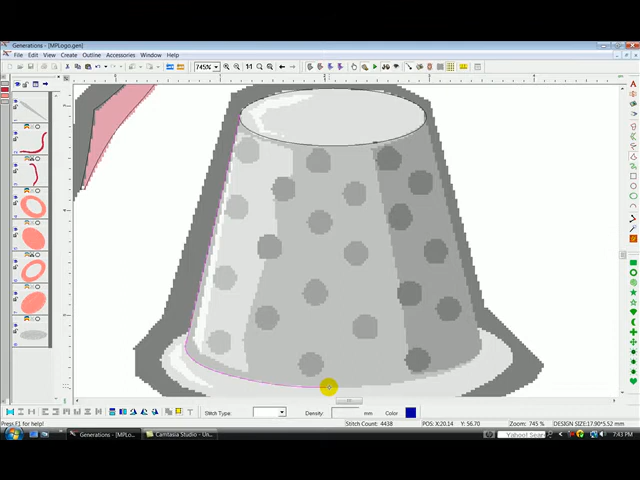 Generations - [MPLogo.gen]
File Edit View Create Outline Accessories Window Help
745%
Stitch Type: Density: mm Color:
Press F1 for help! Stitch Count: 4438 POS: X:20.14 Y: 56.70 Zoom: 745 % DESIGN SIZE:17.90*5.52 mm
Generations - [MPLo... Camtasia Studio - Un... Yahoo! Sear 7:43 PM